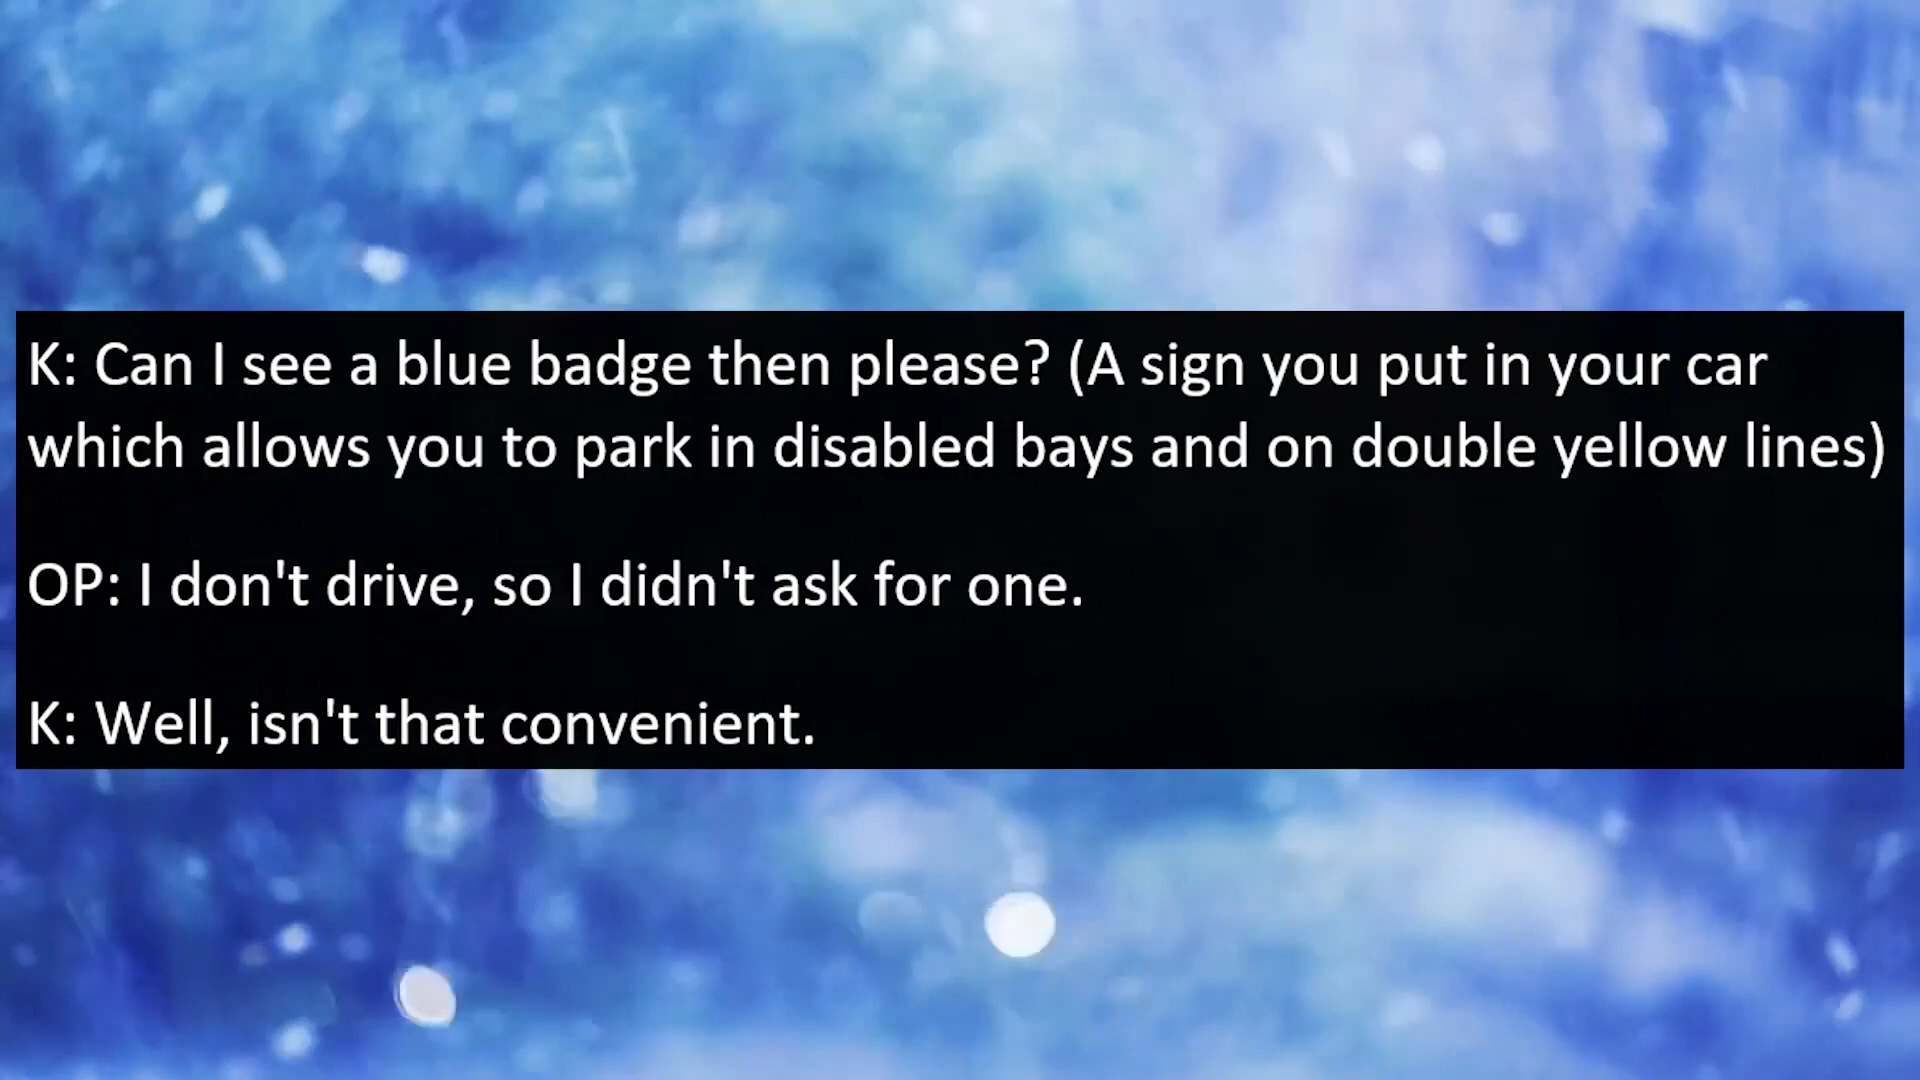 K: Can I see a blue badge then please? (A sign you put in your car
which allows you to park in disabled bays and on double yellow lines)
OP: I don't drive, so I didn't ask for one.
K: Well, isn't that convenient.